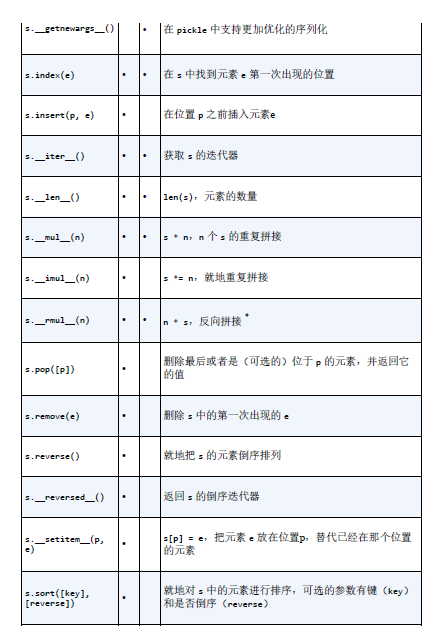 s.__getnewargs__() • 在 pickle 中支持更加优化的序列化
s.index(e) • • 在 s 中找到元素 e 第一次出现的位置
s.insert(p, e) • 在位置 p 之前插入元素e
s.__iter__() • • 获取 s 的迭代器
s.__len__() • • len(s)，元素的数量
s.__mul__(n) • • s * n，n 个 s 的重复拼接
s.__imul__(n) • s *= n，就地重复拼接
s.__rmul__(n) • • n * s，反向拼接 *
s.pop([p]) • 删除最后或者是（可选的）位于 p 的元素，并返回它
的值
s.remove(e) • 删除 s 中的第一次出现的 e
s.reverse() • 就地把 s 的元素倒序排列
s.__reversed__() • 返回 s 的倒序迭代器
s.__setitem__(p,
e) • s[p] = e，把元素 e 放在位置p，替代已经在那个位置
的元素
s.sort([key],
[reverse]) • 就地对 s 中的元素进行排序，可选的参数有键（key）
和是否倒序（reverse）